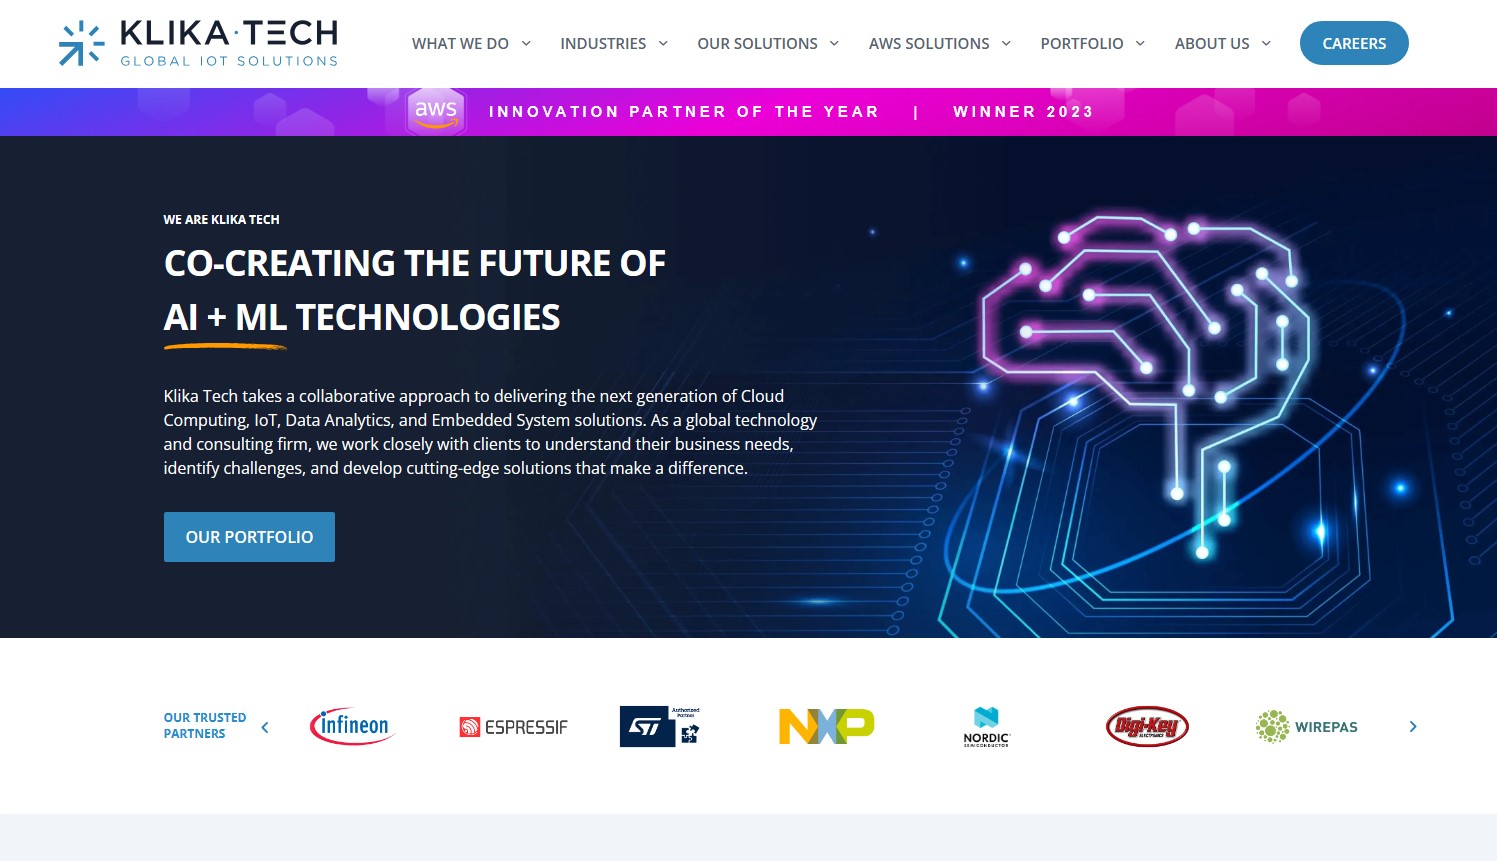 KLIKA·TECH
GLOBAL IOT SOLUTIONS
WHAT WE DO
INDUSTRIES
OUR SOLUTIONS
AWS SOLUTIONS
PORTFOLIO
ABOUT US
CAREERS
aws
INNOVATION PARTNER OF THE YEAR | WINNER 2023
WE ARE KLIKA TECH
CO-CREATING THE FUTURE OF
AI + ML TECHNOLOGIES
Klika Tech takes a collaborative approach to delivering the next generation of Cloud
Computing, IoT, Data Analytics, and Embedded System solutions. As a global technology
and consulting firm, we work closely with clients to understand their business needs,
identify challenges, and develop cutting-edge solutions that make a difference.
OUR PORTFOLIO
OUR TRUSTED
PARTNERS
infineon
ESPRESSIF
ST
Authorized
Partner
NXP
NORDIC
SEMICONDUCTOR
Digi-Key
ELECTRONICS
WIREPAS